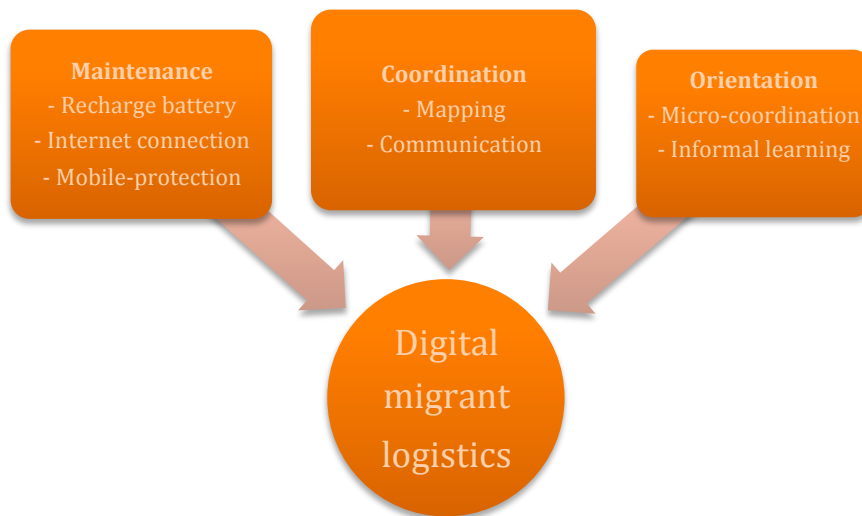 Maintenance
- Recharge battery
- Internet connection
- Mobile-protection
Coordination
- Mapping
- Communication
Orientation
- Micro-coordination
- Informal learning
Digital
migrant
logistics